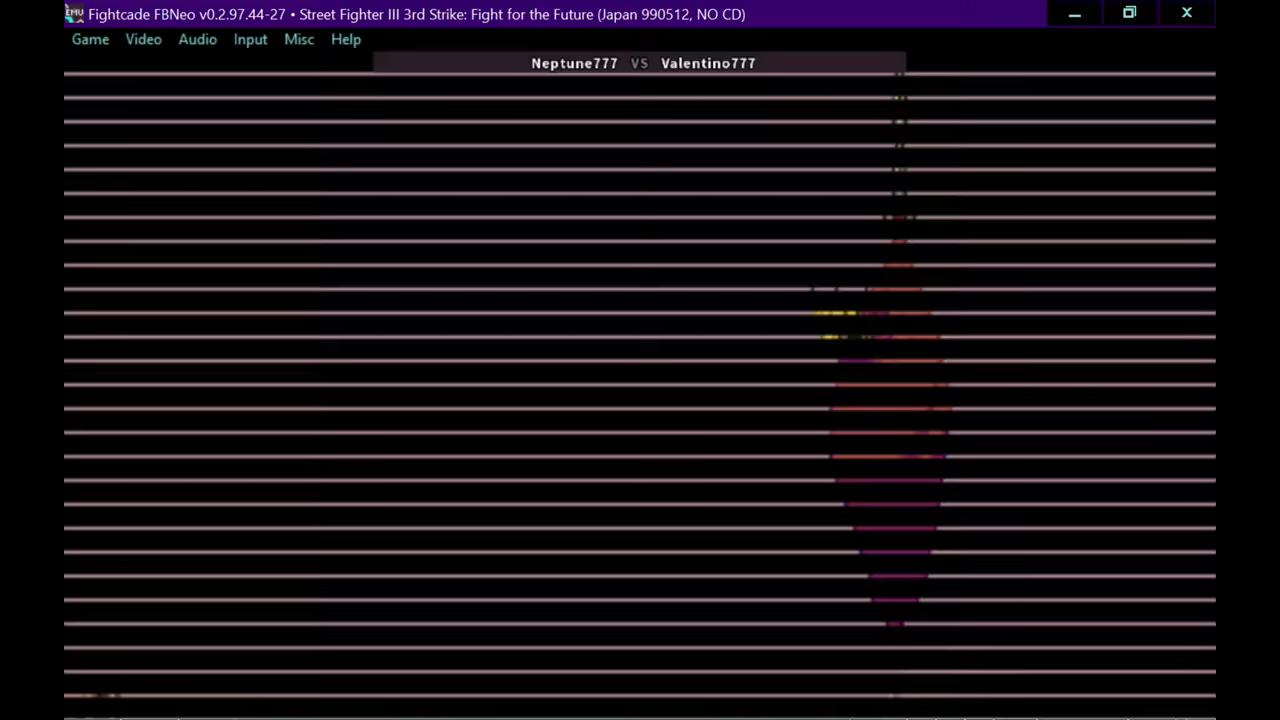 EMU Fightcade FBNeo v0.2.97.44-27 • Street Fighter III 3rd Strike: Fight for the Future (Japan 990512, NO CD)
Game Video Audio Input Misc Help
Neptune777 VS Valentino777